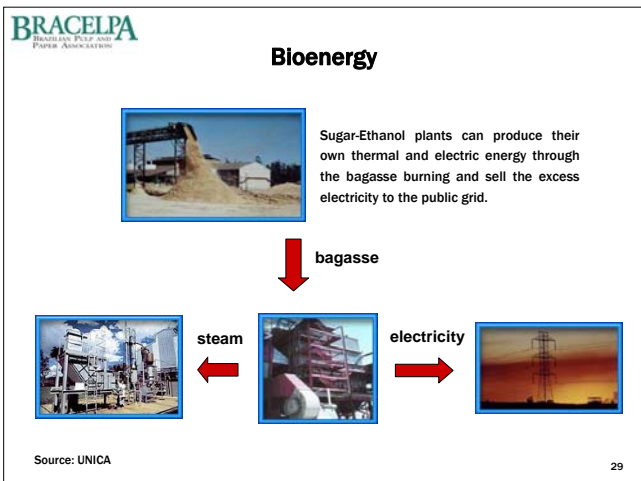 BRACELPA
BRAZILIAN PULP AND
PAPER ASSOCIATION
Bioenergy
Sugar-Ethanol plants can produce their
own thermal and electric energy through
the bagasse burning and sell the excess
electricity to the public grid.
bagasse
steam
electricity
Source: UNICA
29